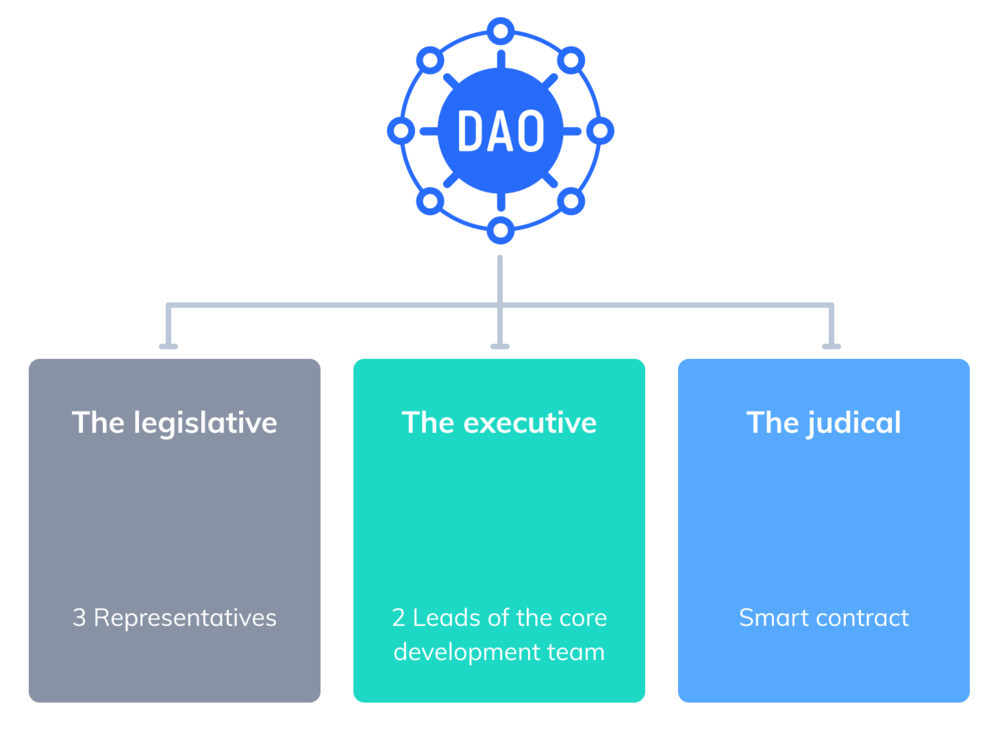 DAO
The legislative
3 Representatives
The executive
2 Leads of the core
development team
The judical
Smart contract